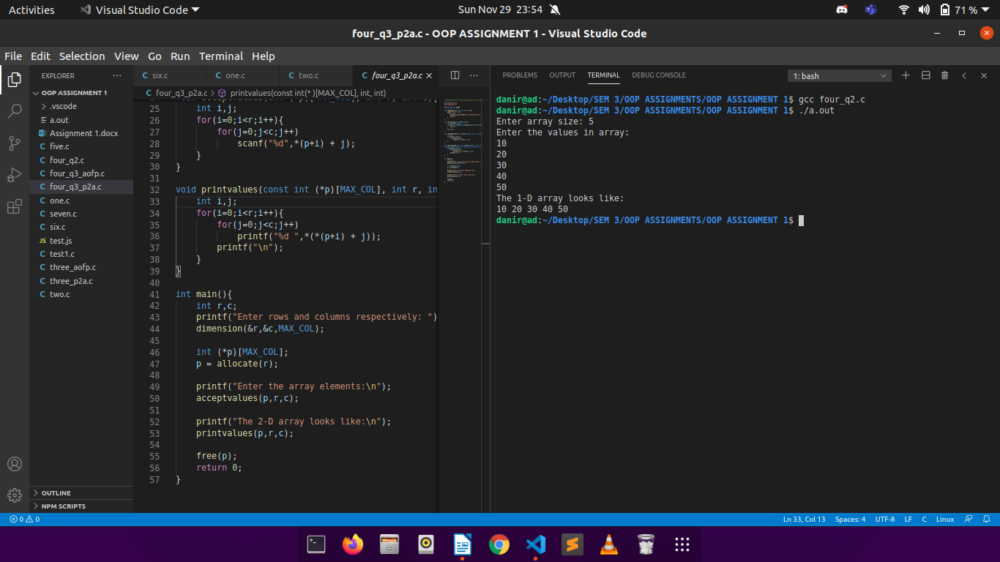 Activities
Visual Studio Code
Sun Nov 29 23:54
71 %
four_q3_p2a.c - OOP ASSIGNMENT 1 - Visual Studio Code
File Edit Selection View Go Run Terminal Help
EXPLORER ···
OOP ASSIGNMENT 1
.vscode
a.out
Assignment 1.docx
five.c
four_q2.c
four_q3_aofp.c
four_q3_p2a.c
one.c
seven.c
six.c
JS test.js
test1.c
three_aofp.c
three_p2a.c
two.c
OUTLINE
NPM SCRIPTS
C six.c C one.c C two.c C four_q3_p2a.c
C four_q3_p2a.c > printvalues(const int(* )[MAX_COL], int, int)
25 int i,j;
26 for(i=0;i<r;i++){
27 for(j=0;j<c;j++)
28 scanf("%d",*(p+i) + j);
29 }
30 }
31
32 void printvalues(const int (*p)[MAX_COL], int r, in
33 int i,j;
34 for(i=0;i<r;i++){
35 for(j=0;j<c;j++)
36 printf("%d ",*(*(p+i) + j));
37 printf("\n");
38 }
39 }
40
41 int main(){
42 int r,c;
43 printf("Enter rows and columns respectively: ")
44 dimension(&r,&c,MAX_COL);
45
46 int (*p)[MAX_COL];
47 p = allocate(r);
48
49 printf("Enter the array elements:\n");
50 acceptvalues(p,r,c);
51
52 printf("The 2-D array looks like:\n");
53 printvalues(p,r,c);
54
55 free(p);
56 return 0;
57 }
PROBLEMS OUTPUT TERMINAL DEBUG CONSOLE
1: bash
danir@ad:~/Desktop/SEM 3/OOP ASSIGNMENTS/OOP ASSIGNMENT 1$ gcc four_q2.c
danir@ad:~/Desktop/SEM 3/OOP ASSIGNMENTS/OOP ASSIGNMENT 1$ ./a.out
Enter array size: 5
Enter the values in array:
10
20
30
40
50
The 1-D array looks like:
10 20 30 40 50
danir@ad:~/Desktop/SEM 3/OOP ASSIGNMENTS/OOP ASSIGNMENT 1$
0 0
Ln 33, Col 13 Spaces: 4 UTF-8 LF C Linux